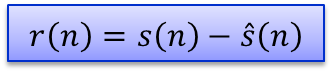 r(n) = s(n) − ŝ(n)